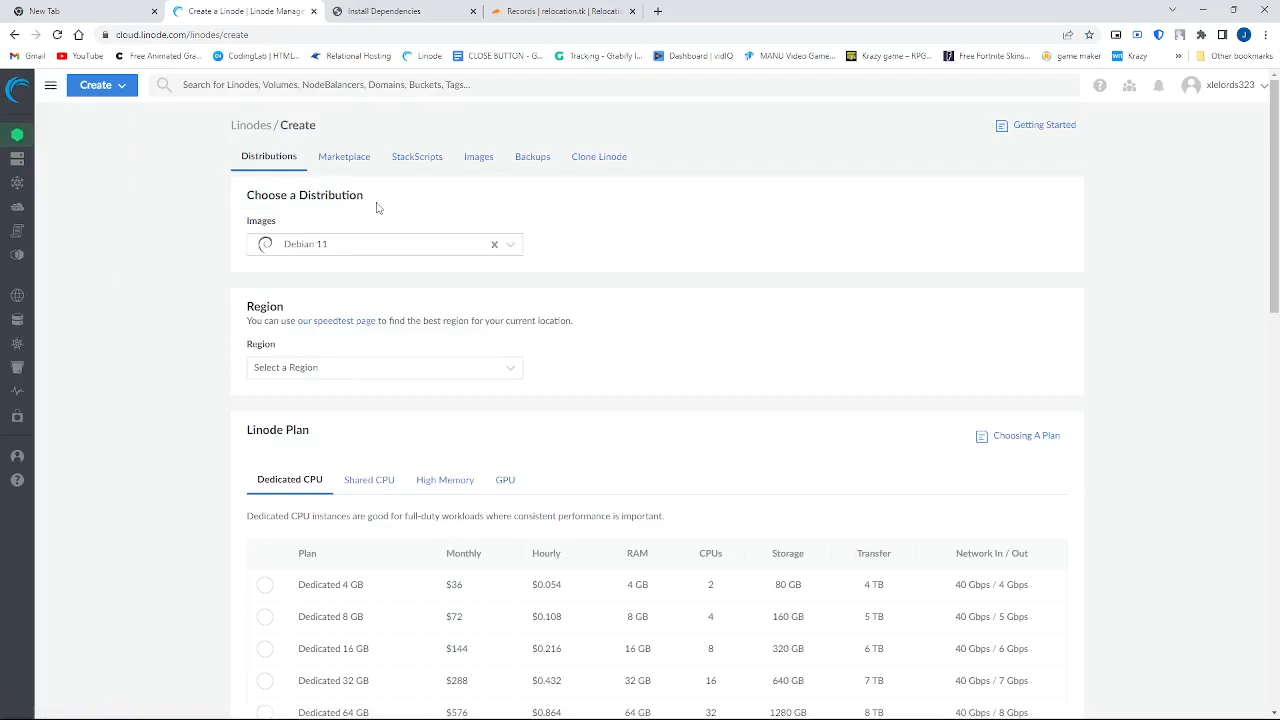 New Tab
Create a Linode | Linode Manag
Install Dependencies
Records | relocation.tk | Relocatio
cloud.linode.com/linodes/create
J
Gmail
YouTube
Free Animated Gra...
CodingLab | HTML...
Relational Hosting
Linode
CLOSE BUTTON - G...
Tracking - Grabify I...
MANU Video Game...
Krazy game – RPG...
Free Fortnite Skins...
game maker
Krazy
»
Other bookmarks
Create
Search for Linodes, Volumes, NodeBalancers, Domains, Buckets, Tags...
xlelords323
Linodes / Create
Getting Started
Distributions
Marketplace
StackScripts
Images
Backups
Clone Linode
Choose a Distribution
Images
Debian 11
Region
You can use our speedtest page to find the best region for your current location.
Region
Select a Region
Linode Plan
Choosing A Plan
Dedicated CPU
Shared CPU
High Memory
GPU
Dedicated CPU instances are good for full-duty workloads where consistent performance is important.
Plan Monthly Hourly RAM CPUs Storage Transfer Network In / Out
Dedicated 4 GB $36 $0.054 4 GB 2 80 GB 4 TB 40 Gbps / 4 Gbps
Dedicated 8 GB $72 $0.108 8 GB 4 160 GB 5 TB 40 Gbps / 5 Gbps
Dedicated 16 GB $144 $0.216 16 GB 8 320 GB 6 TB 40 Gbps / 6 Gbps
Dedicated 32 GB $288 $0.432 32 GB 16 640 GB 7 TB 40 Gbps / 7 Gbps
Dedicated 64 GB $576 $0.864 64 GB 32 1280 GB 8 TB 40 Gbps / 8 Gbps